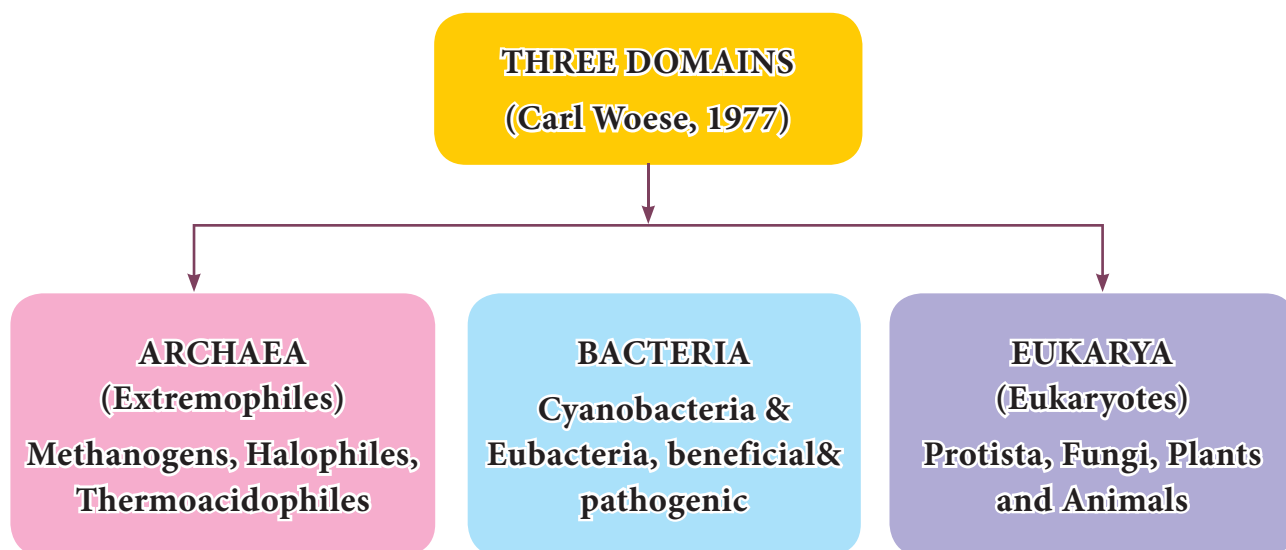 THREE DOMAINS
(Carl Woese, 1977)
ARCHAEA
(Extremophiles)
Methanogens, Halophiles,
Thermoacidophiles
BACTERIA
Cyanobacteria &
Eubacteria, beneficial&
pathogenic
EUKARYA
(Eukaryotes)
Protista, Fungi, Plants
and Animals